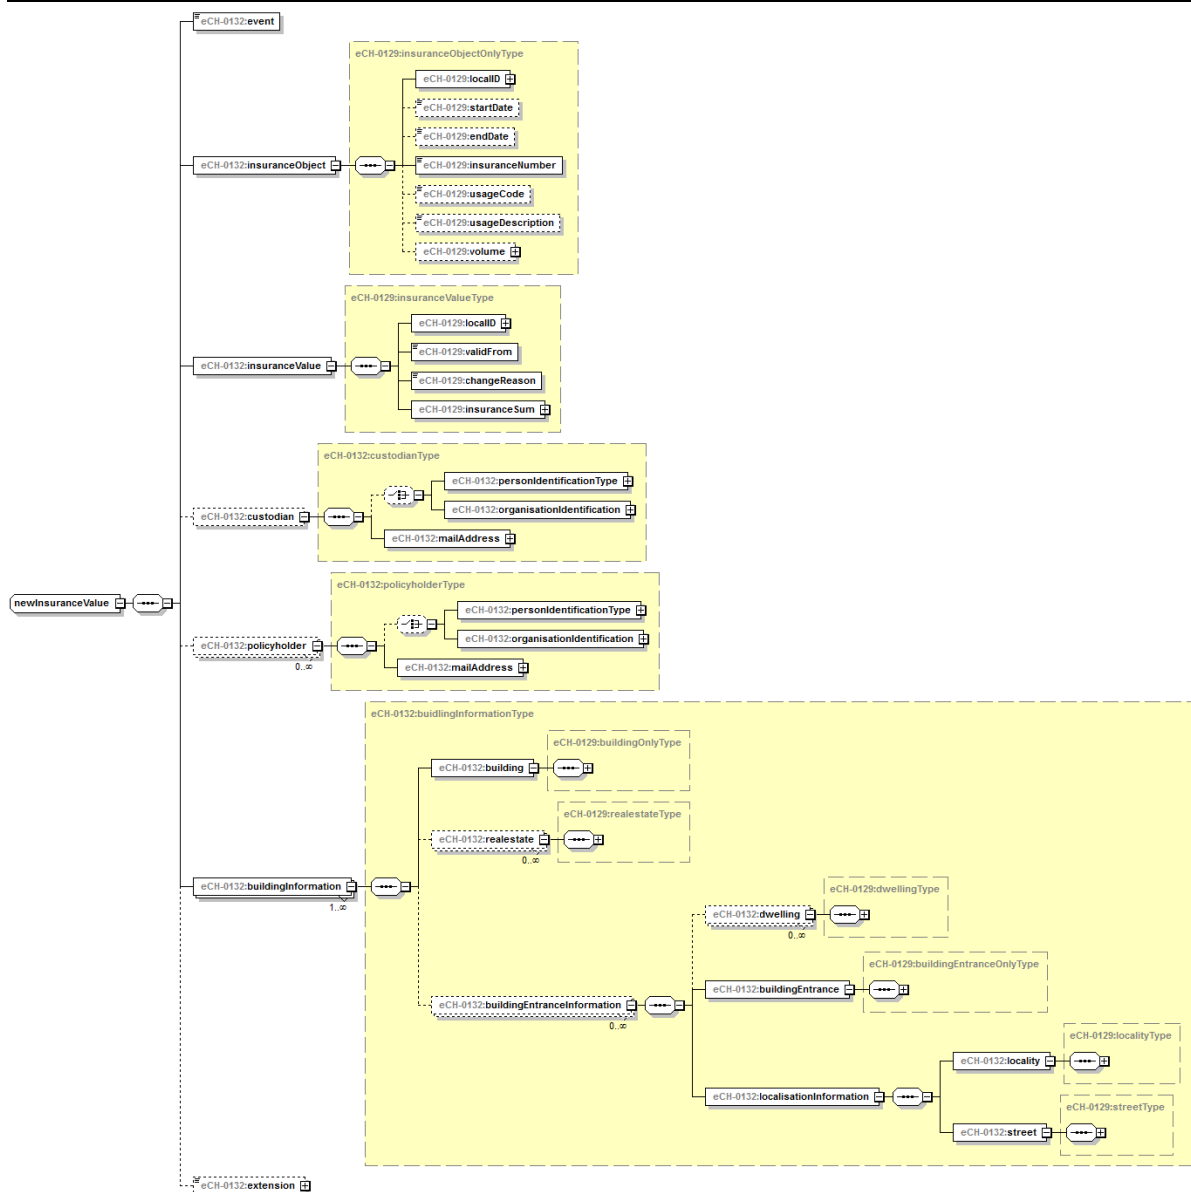 eCH-0132:event
eCH-0129:insuranceObjectOnlyType
eCH-0129:localID
eCH-0129:startDate
eCH-0129:endDate
eCH-0132:insuranceObject
eCH-0129:insuranceNumber
eCH-0129:usageCode
eCH-0129:usageDescription
eCH-0129:volume
eCH-0129:insuranceValueType
eCH-0129:localID
eCH-0129:validFrom
eCH-0132:insuranceValue
eCH-0129:changeReason
eCH-0129:insuranceSum
eCH-0132:custodianType
eCH-0132:personIdentificationType
eCH-0132:organisationIdentification
eCH-0132:custodian
eCH-0132:mailAddress
eCH-0132:policyholderType
newInsuranceValue
eCH-0132:personIdentificationType
eCH-0132:organisationIdentification
eCH-0132:policyholder
0..∞
eCH-0132:mailAddress
eCH-0132:buidlingInformationType
eCH-0129:buildingOnlyType
eCH-0132:building
eCH-0129:realestateType
eCH-0132:realestate
0..∞
eCH-0132:buildingInformation
1..∞
eCH-0129:dwellingType
eCH-0132:dwelling
0..∞
eCH-0129:buildingEntranceOnlyType
eCH-0132:buildingEntrance
eCH-0132:buildingEntranceInformation
0..∞
eCH-0129:localityType
eCH-0132:locality
eCH-0132:localisationInformation
eCH-0129:streetType
eCH-0132:street
eCH-0132:extension